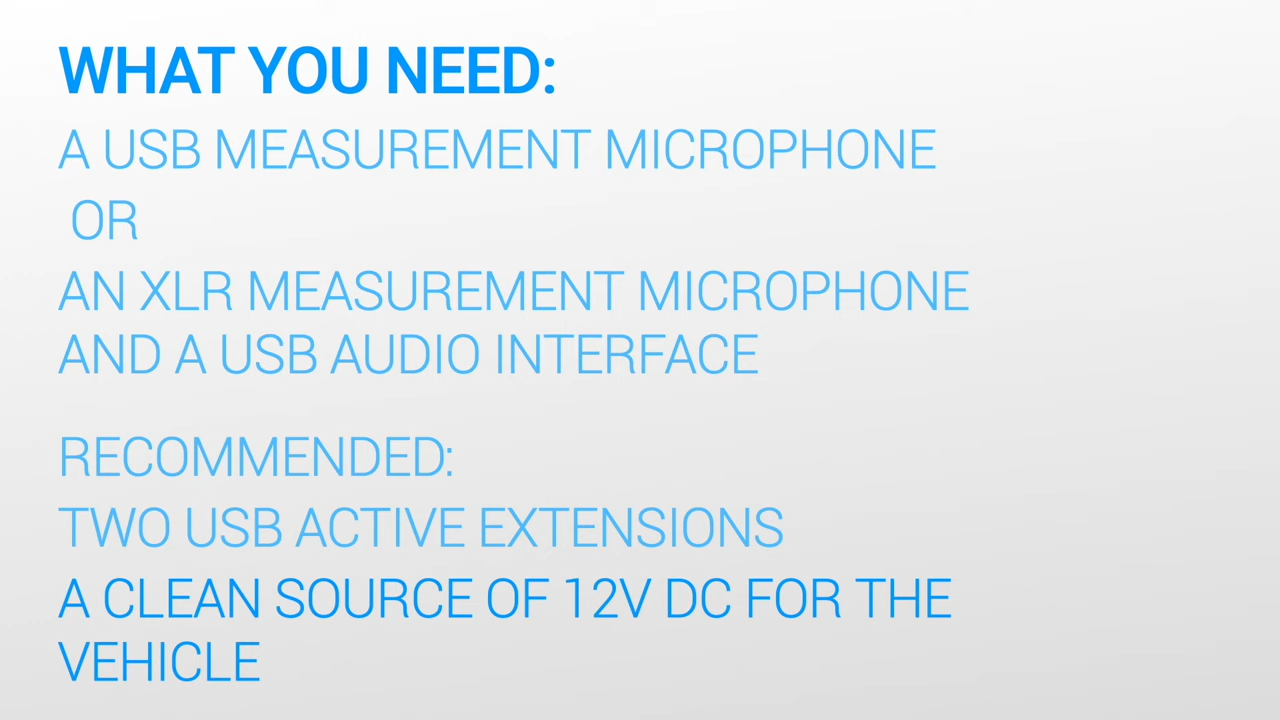 WHAT YOU NEED:
A USB MEASUREMENT MICROPHONE
OR
AN XLR MEASUREMENT MICROPHONE
AND A USB AUDIO INTERFACE
RECOMMENDED:
TWO USB ACTIVE EXTENSIONS
A CLEAN SOURCE OF 12V DC FOR THE
VEHICLE